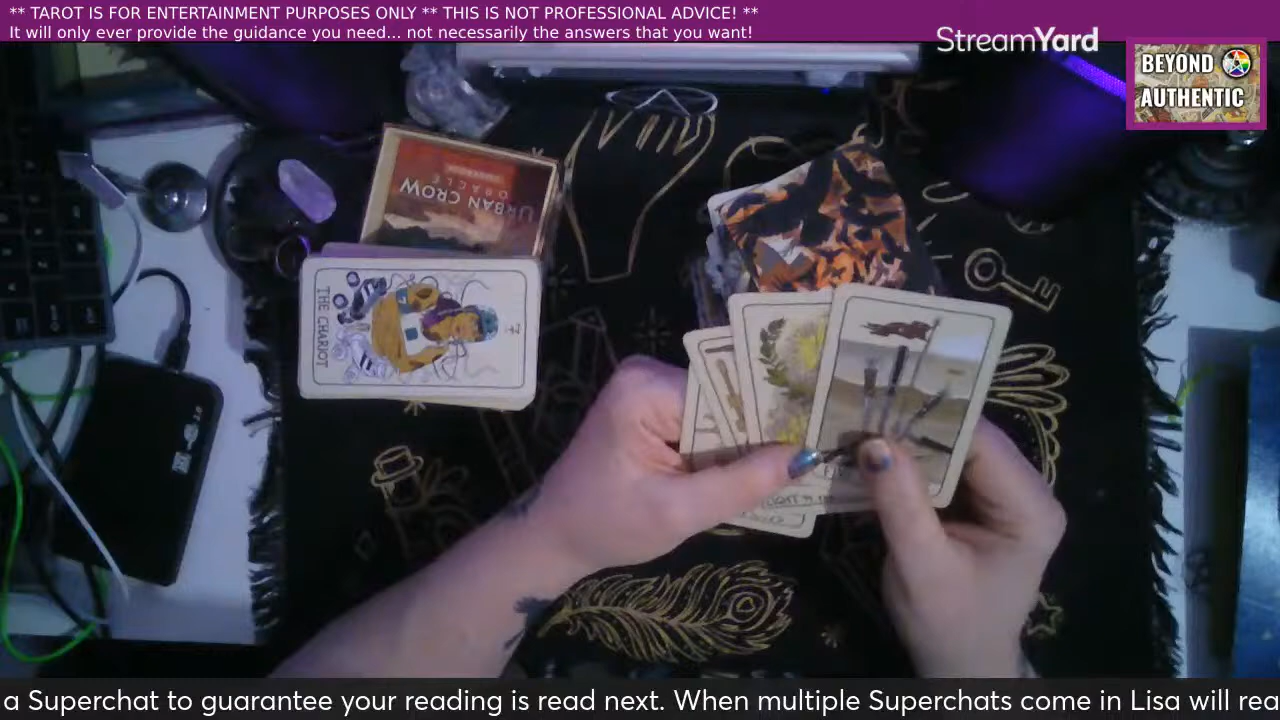 ** TAROT IS FOR ENTERTAINMENT PURPOSES ONLY ** THIS IS NOT PROFESSIONAL ADVICE! **
It will only ever provide the guidance you need... not necessarily the answers that you want!
StreamYard
BEYOND
AUTHENTIC
URBAN CROW
ORACLE
THE CHARIOT
a Superchat to guarantee your reading is read next. When multiple Superchats come in Lisa will rea